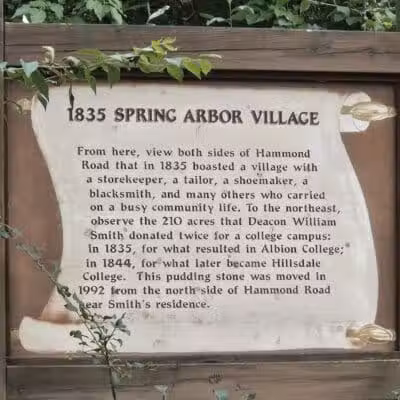 1835 SPRING ARBOR VILLAGE
From here, view both sides of Hammond
Road that in 1835 boasted a village with
a storekeeper, a tailor, a shoemaker, a
blacksmith, and many others who carried
on a busy community life. To the northeast,
observe the 210 acres that Deacon William
Smith donated twice for a college campus:
in 1835, for what resulted in Albion College;
in 1844, for what later became Hillsdale
College. This pudding stone was moved in
1992 from the north side of Hammond Road
near Smith's residence.